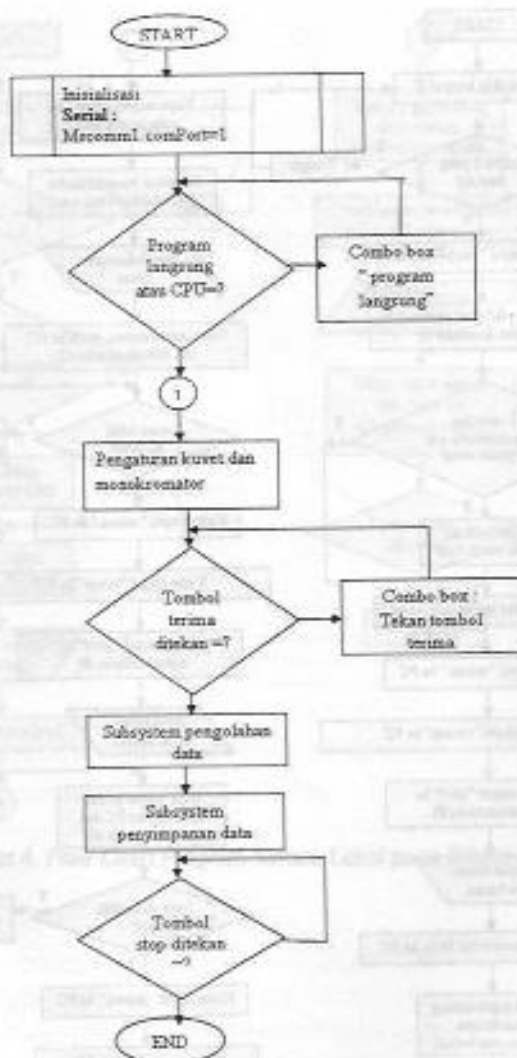 START
Inisialisasi
Serial :
Mscomm1.comPort=1
Program
langsung
atau CPU=?
Combo box
"program
langsung"
1
Pengaturan kuvet dan
monokromator
Tombol
terima
ditekan =?
Combo box :
Tekan tombol
terima
Subsystem pengolahan
data
Subsystem
penyimpanan data
Tombol
stop ditekan
=?
END